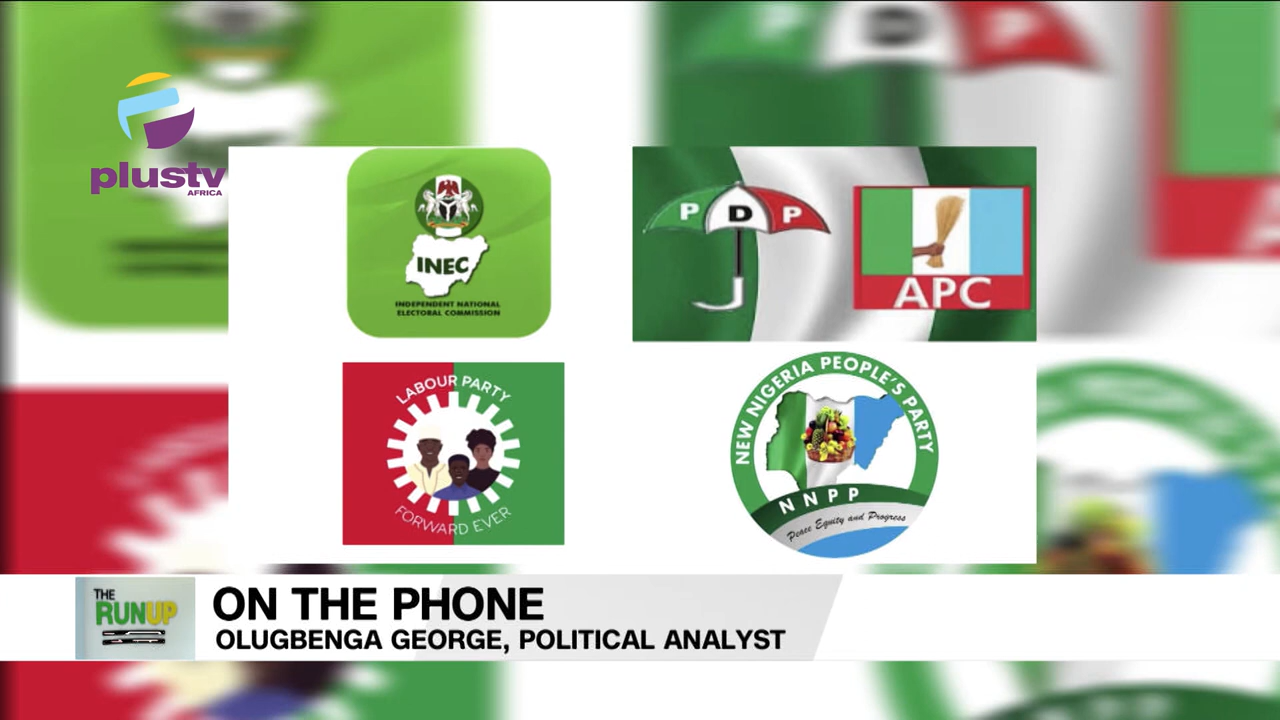 plustv
AFRICA
INEC
INDEPENDENT NATIONAL
ELECTORAL COMMISSION
P D P
APC
LABOUR PARTY
FORWARD EVER
NEW NIGERIA PEOPLE'S PARTY
NNPP
Peace Equity and Progress
THE
RUNUP
ON THE PHONE
OLUGBENGA GEORGE, POLITICAL ANALYST